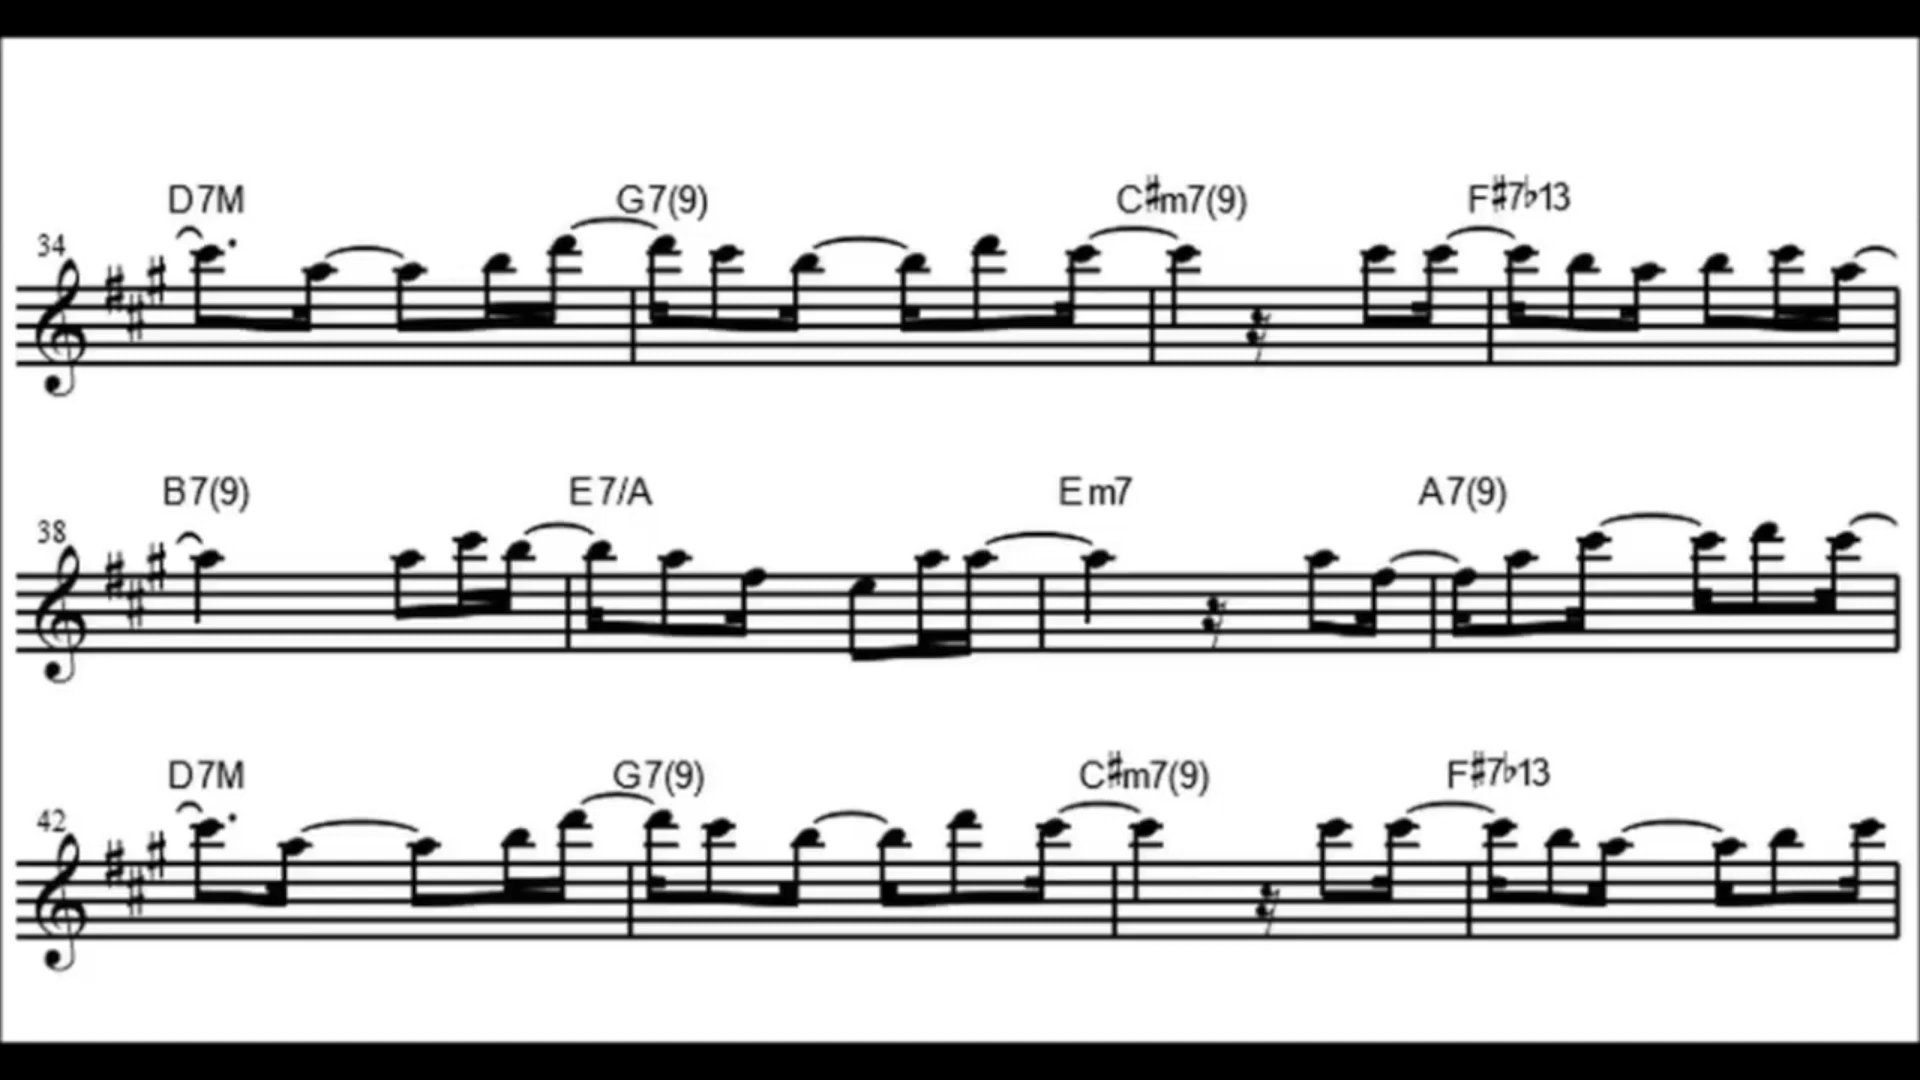 D7M G7(9) C♯m7(9) F♯7♭13
34
B7(9) E7/A Em7 A7(9)
38
D7M G7(9) C♯m7(9) F♯7♭13
42